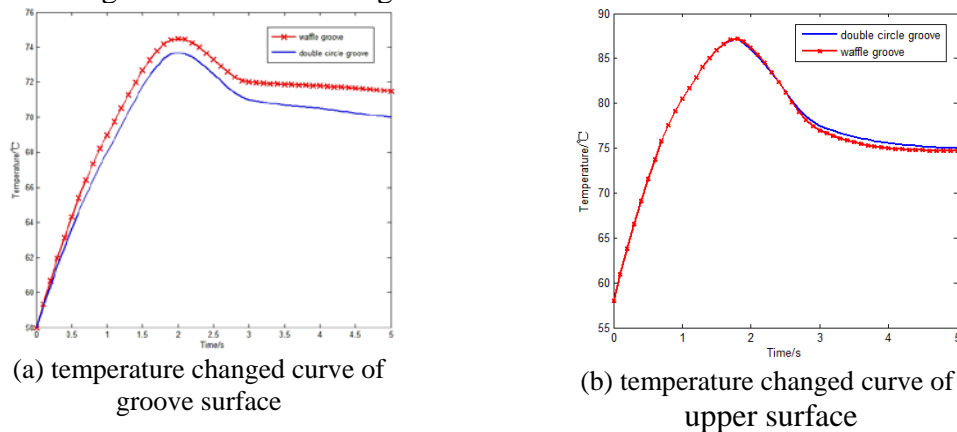 76
74
72
70
68
66
64
62
60
58
Temperature/℃
waffle groove
double circle groove
0 0.5 1 1.5 2 2.5 3 3.5 4 4.5 5
Time/s
(a) temperature changed curve of
groove surface
90
85
80
75
70
65
60
55
Temperature/℃
double circle groove
waffle groove
0 1 2 3 4 5
Time/s
(b) temperature changed curve of
upper surface